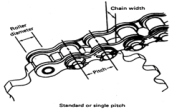 Chain width
Roller
diameter
Pitch
Standard or single pitch